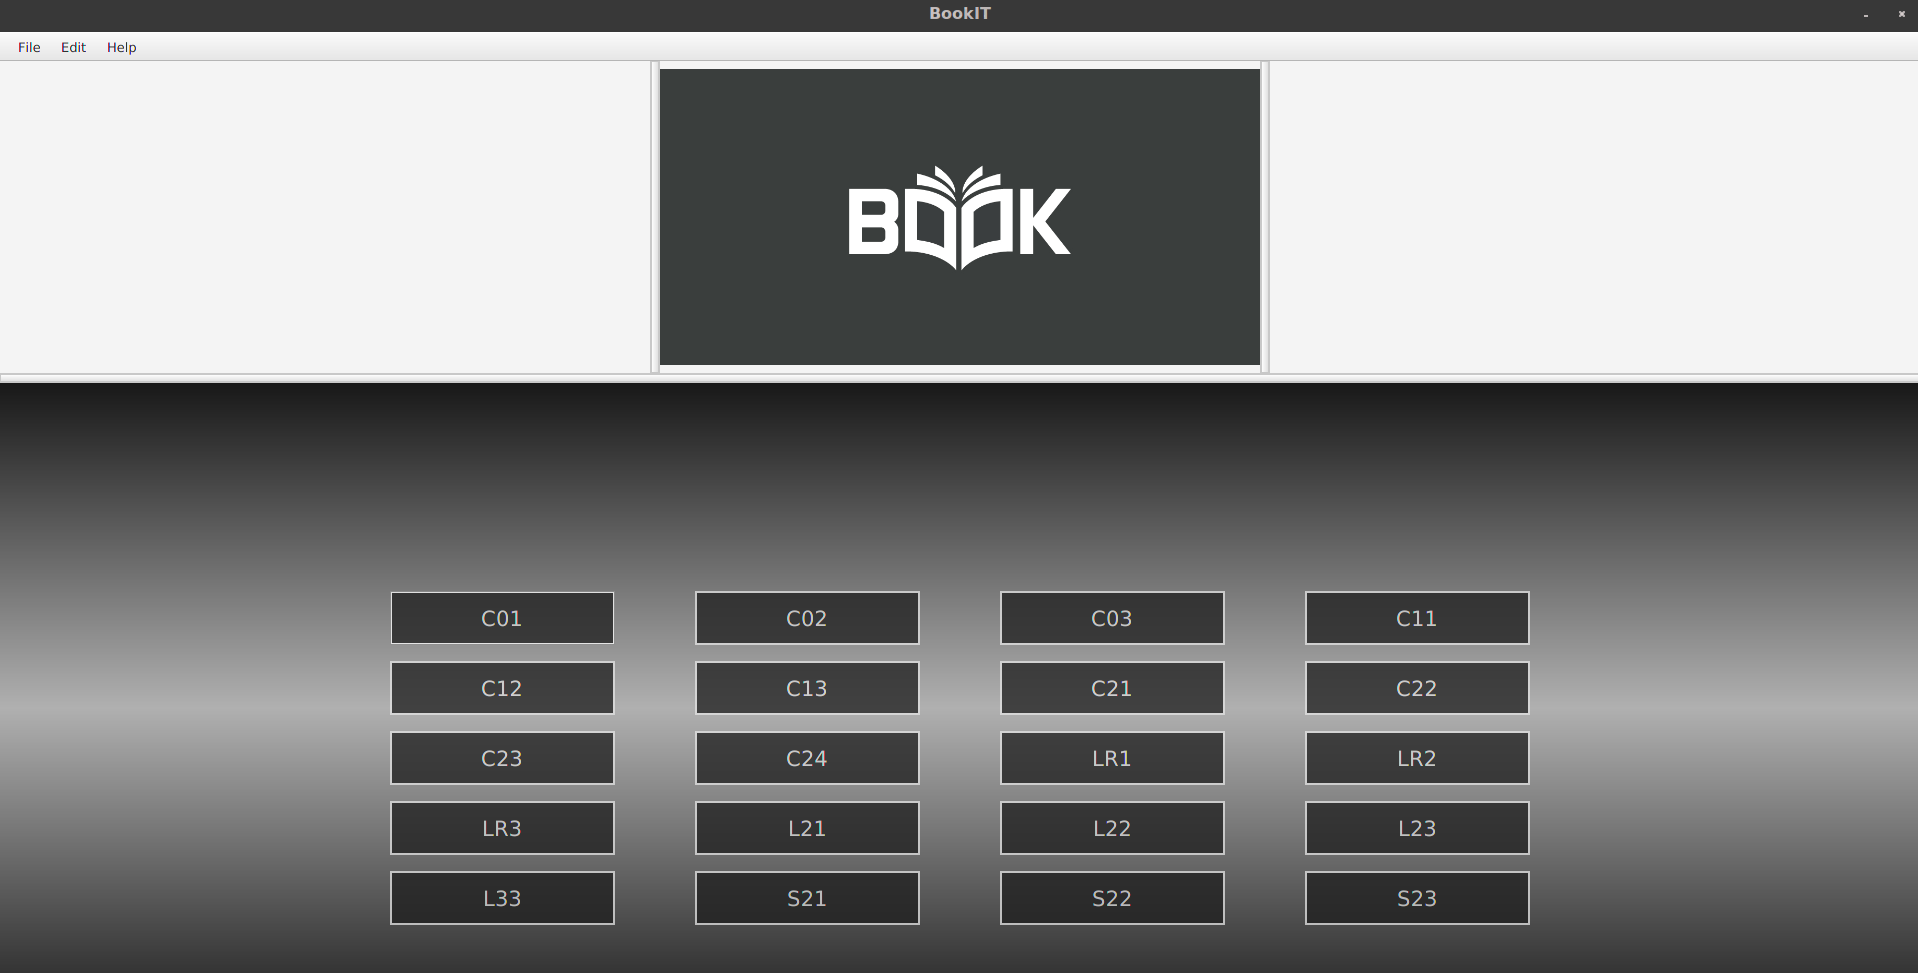 BookIT
File Edit Help
BOOK
C01 C02 C03 C11
C12 C13 C21 C22
C23 C24 LR1 LR2
LR3 L21 L22 L23
L33 S21 S22 S23